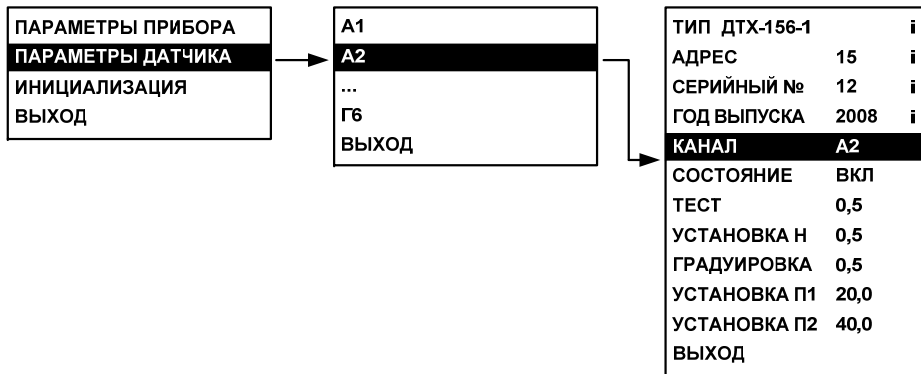 ПАРАМЕТРЫ ПРИБОРА
ПАРАМЕТРЫ ДАТЧИКА
ИНИЦИАЛИЗАЦИЯ
ВЫХОД
А1
А2
...
Г6
ВЫХОД
ТИП ДТХ-156-1 i
АДРЕС 15 i
СЕРИЙНЫЙ № 12 i
ГОД ВЫПУСКА 2008 i
КАНАЛ А2
СОСТОЯНИЕ ВКЛ
ТЕСТ 0,5
УСТАНОВКА Н 0,5
ГРАДУИРОВКА 0,5
УСТАНОВКА П1 20,0
УСТАНОВКА П2 40,0
ВЫХОД